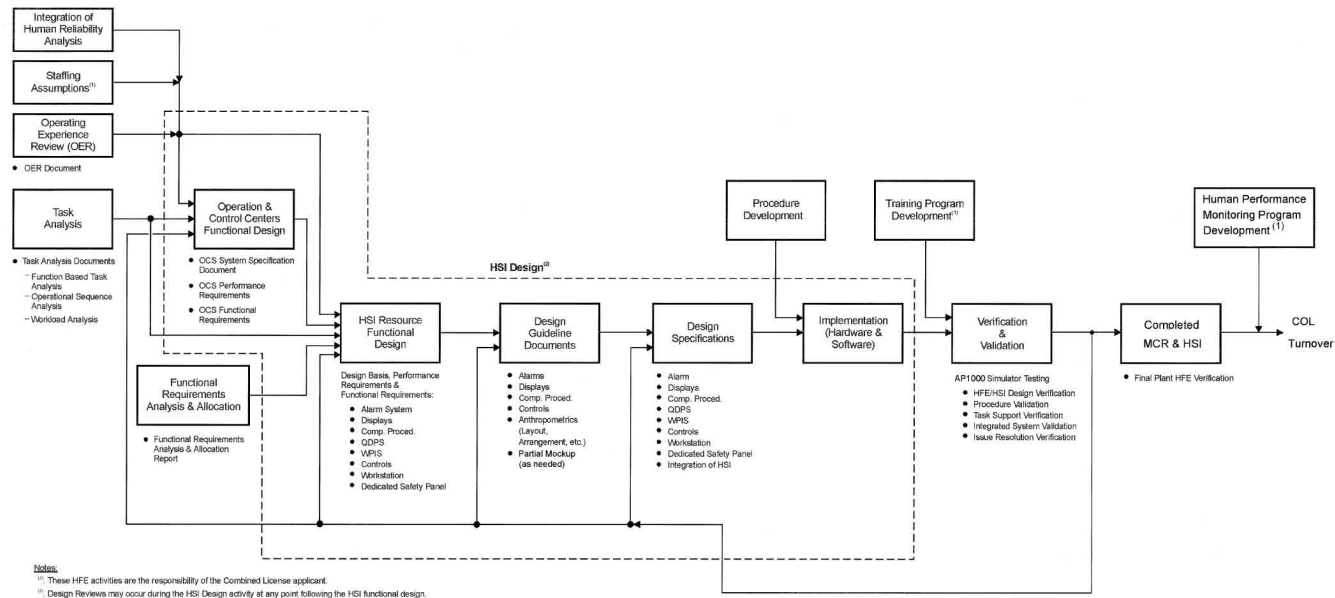 Integration of
Human Reliability
Analysis
Staffing
Assumptions(1)
Operating
Experience
Review (OER)
● OER Document
Task
Analysis
● Task Analysis Documents
– Function Based Task
Analysis
– Operational Sequence
Analysis
– Workload Analysis
Operation &
Control Centers
Functional Design
● OCS System Specification
Document
● OCS Performance
Requirements
● OCS Functional
Requirements
Functional
Requirements
Analysis & Allocation
● Functional Requirements
Analysis & Allocation
Report
HSI Design(2)
HSI Resource
Functional
Design
Design Basis, Performance
Requirements &
Functional Requirements:
● Alarm System
● Displays
● Comp. Proced.
● QDPS
● WPIS
● Controls
● Workstation
● Dedicated Safety Panel
Design
Guideline
Documents
● Alarms
● Displays
● Comp. Proced.
● Controls
● Anthropometrics
(Layout,
Arrangement, etc.)
● Partial Mockup
(as needed)
Design
Specifications
● Alarm
● Displays
● Comp. Proced.
● QDPS
● WPIS
● Controls
● Workstation
● Dedicated Safety Panel
● Integration of HSI
Procedure
Development
Implementation
(Hardware &
Software)
Training Program
Development(1)
Verification
&
Validation
AP1000 Simulator Testing
● HFE/HSI Design Verification
● Procedure Validation
● Task Support Verification
● Integrated System Validation
● Issue Resolution Verification
Human Performance
Monitoring Program
Development(1)
Completed
MCR & HSI
● Final Plant HFE Verification
COL
Turnover
Notes:
(1). These HFE activities are the responsibility of the Combined License applicant.
(2). Design Reviews may occur during the HSI Design activity at any point following the HSI functional design.